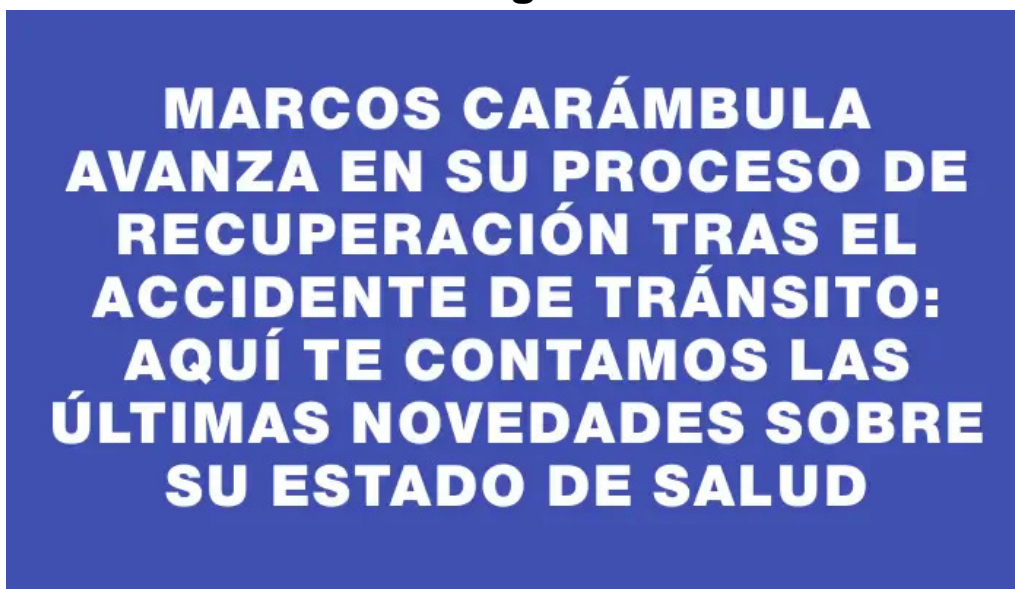 MARCOS CARÁMBULA
AVANZA EN SU PROCESO DE
RECUPERACIÓN TRAS EL
ACCIDENTE DE TRÁNSITO:
AQUÍ TE CONTAMOS LAS
ÚLTIMAS NOVEDADES SOBRE
SU ESTADO DE SALUD